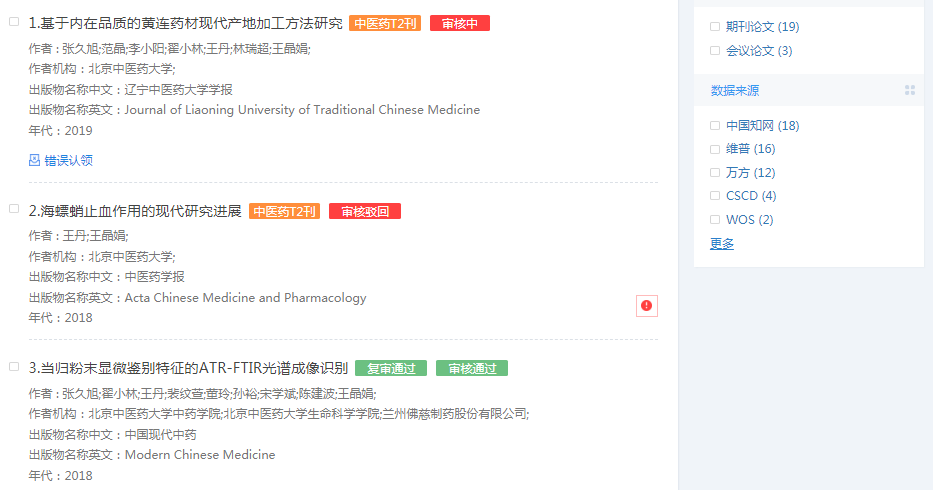 1.基于内在品质的黄连药材现代产地加工方法研究 中医药T2刊 审核中
作者：张久旭;范晶;李小阳;翟小林;王丹;林瑞超;王晶娟;
作者机构：北京中医药大学;
出版物名称中文：辽宁中医药大学学报
出版物名称英文：Journal of Liaoning University of Traditional Chinese Medicine
年代：2019
错误认领
2.海螵蛸止血作用的现代研究进展 中医药T2刊 审核驳回
作者：王丹;王晶娟;
作者机构：北京中医药大学;
出版物名称中文：中医药学报
出版物名称英文：Acta Chinese Medicine and Pharmacology
年代：2018
3.当归粉末显微鉴别特征的ATR-FTIR光谱成像识别 复审通过 审核通过
作者：张久旭;翟小林;王丹;裴纹萱;董玲;孙裕;宋学斌;陈建波;王晶娟;
作者机构：北京中医药大学中药学院;北京中医药大学生命科学学院;兰州佛慈制药股份有限公司;
出版物名称中文：中国现代中药
出版物名称英文：Modern Chinese Medicine
年代：2018
期刊论文 (19)
会议论文 (3)
数据来源
中国知网 (18)
维普 (16)
万方 (12)
CSCD (4)
WOS (2)
更多